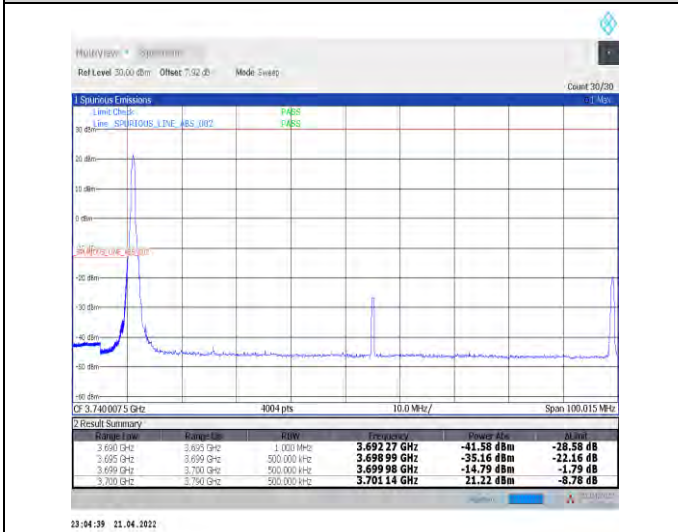 MultiView
Ref Level 30.00 dBm Offset 7.92 dB Mode Sweep
Count 30/30
1 Spurious Emissions
Limit Check PASS
Line _SPURIOUS_LINE_ABS_002 PASS
30 dBm
20 dBm
10 dBm
0 dBm
-20 dBm
-30 dBm
-40 dBm
-50 dBm
CF 3.7400075 GHz 4004 pts 10.0 MHz/ Span 100.015 MHz
2 Result Summary
Range Low Range Up RBW Frequency Power Abs ΔLimit
3.690 GHz 3.695 GHz 1.000 MHz 3.692 27 GHz -41.58 dBm -28.58 dB
3.695 GHz 3.699 GHz 500.000 kHz 3.698 99 GHz -35.16 dBm -22.16 dB
3.699 GHz 3.700 GHz 500.000 kHz 3.699 98 GHz -14.79 dBm -1.79 dB
3.700 GHz 3.790 GHz 500.000 kHz 3.701 14 GHz 21.22 dBm -8.78 dB
23:04:39 21.04.2022